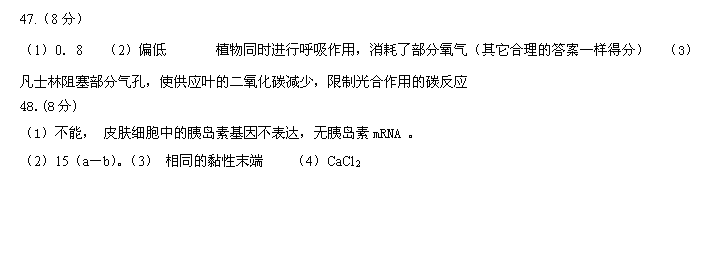 47.（8 分）
（1）0. 8 （2）偏低 植物同时进行呼吸作用，消耗了部分氧气（其它合理的答案一样得分） （3）
凡士林阻塞部分气孔，使供应叶的二氧化碳减少，限制光合作用的碳反应
48.(8分)
（1）不能， 皮肤细胞中的胰岛素基因不表达，无胰岛素 mRNA 。
（2）15（a—b）。（3） 相同的黏性末端 （4）CaCl₂